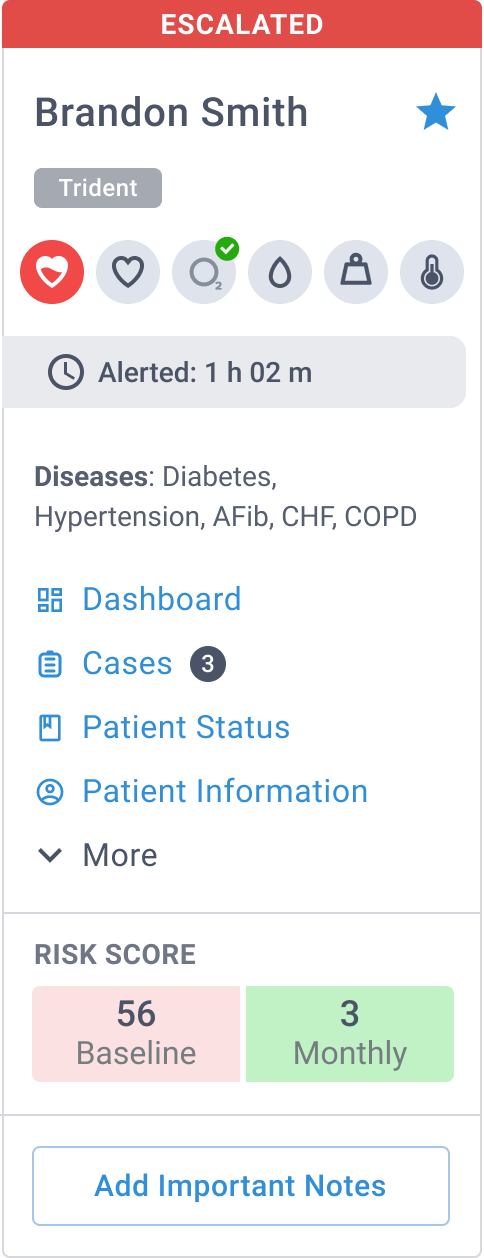 ESCALATED
Brandon Smith
Trident
O2
Alerted: 1 h 02 m
Diseases: Diabetes,
Hypertension, AFib, CHF, COPD
Dashboard
Cases 3
Patient Status
Patient Information
More
RISK SCORE
56 3
Baseline Monthly
Add Important Notes